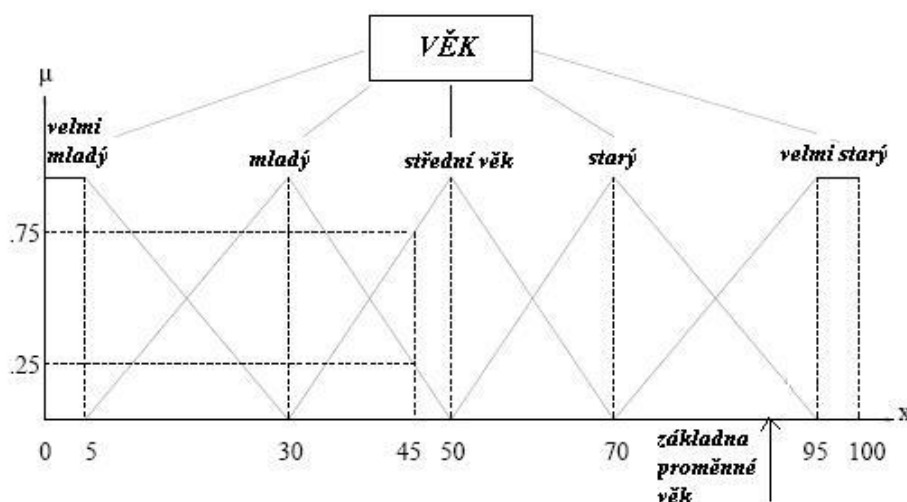 VĚK
μ
velmi
mladý
mladý
střední věk
starý
velmi starý
.75
.25
x
0 5 30 45 50 70 95 100
základna
proměnné
věk